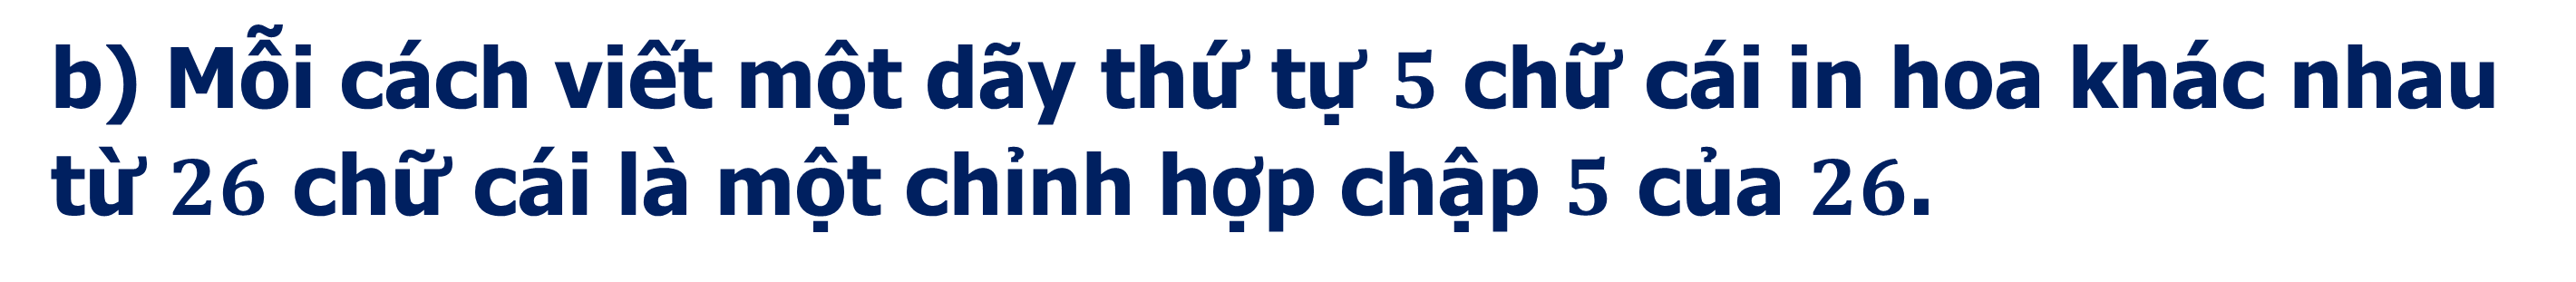 b) Mỗi cách viết một dãy thứ tự 5 chữ cái in hoa khác nhau
từ 26 chữ cái là một chỉnh hợp chập 5 của 26.